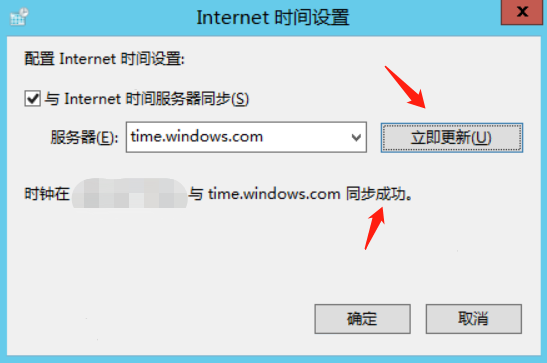 Internet 时间设置
x
配置 Internet 时间设置:
与 Internet 时间服务器同步(S)
服务器(E): time.windows.com 立即更新(U)
时钟在 与 time.windows.com 同步成功。
确定 取消